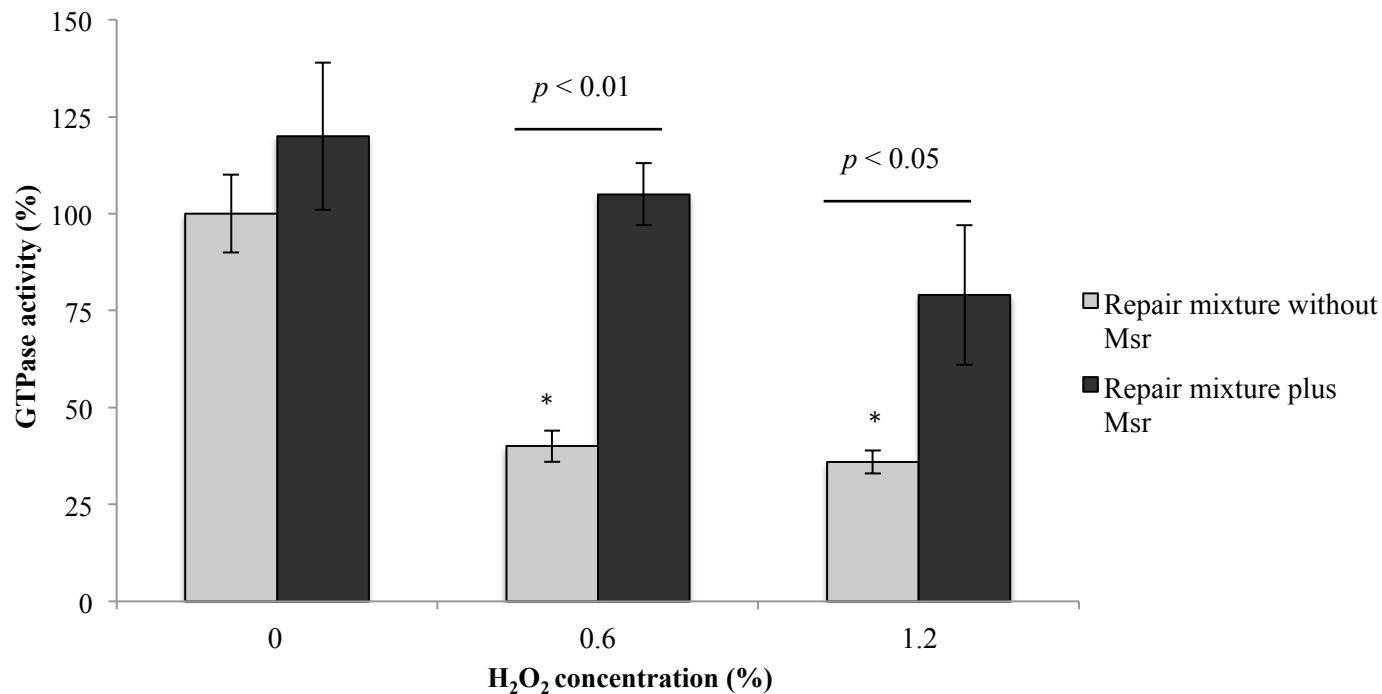 150
125
100
75
50
25
0
GTPase activity (%)
p < 0.01
p < 0.05
*
*
0
0.6
1.2
H₂O₂ concentration (%)
Repair mixture without
Msr
Repair mixture plus
Msr